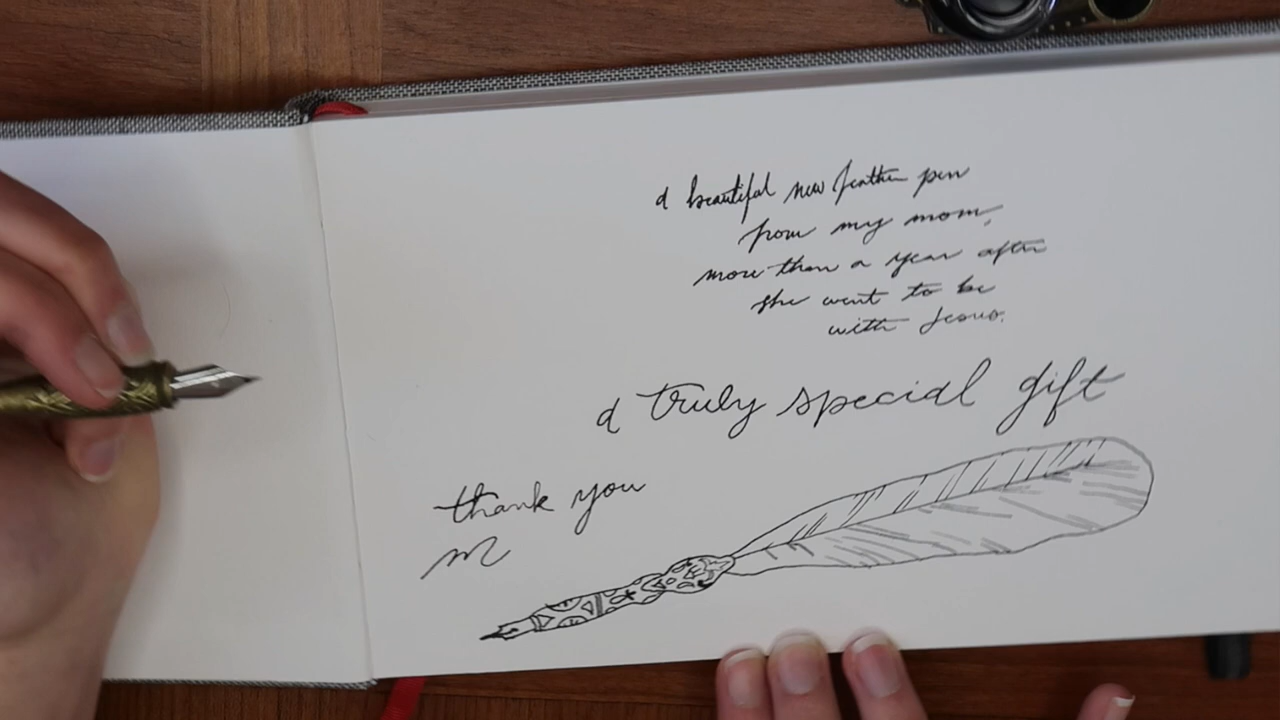 a beautiful new feather pen
from my mom,
more than a year after
she went to be
with Jesus.
a truly special gift
thank you
m